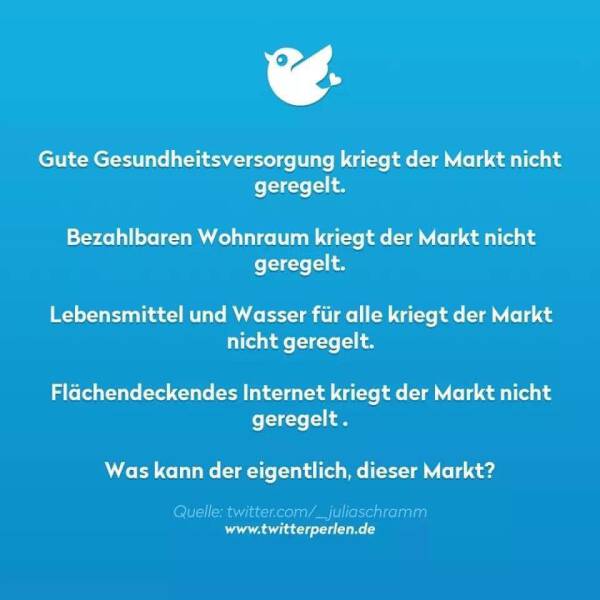 Gute Gesundheitsversorgung kriegt der Markt nicht
geregelt.
Bezahlbaren Wohnraum kriegt der Markt nicht
geregelt.
Lebensmittel und Wasser für alle kriegt der Markt
nicht geregelt.
Flächendeckendes Internet kriegt der Markt nicht
geregelt .
Was kann der eigentlich, dieser Markt?
Quelle: twitter.com/_juliaschramm
www.twitterperlen.de